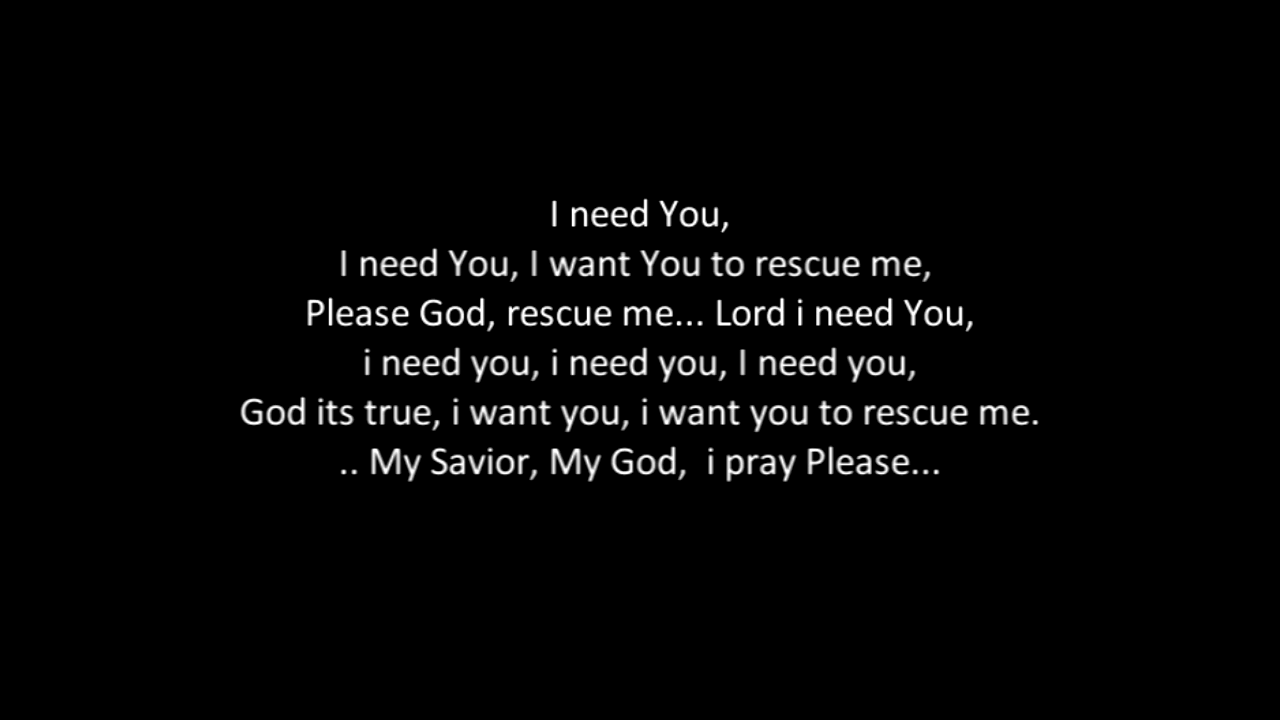 I need You,
I need You, I want You to rescue me,
Please God, rescue me... Lord i need You,
i need you, i need you, I need you,
God its true, i want you, i want you to rescue me.
.. My Savior, My God,  i pray Please...